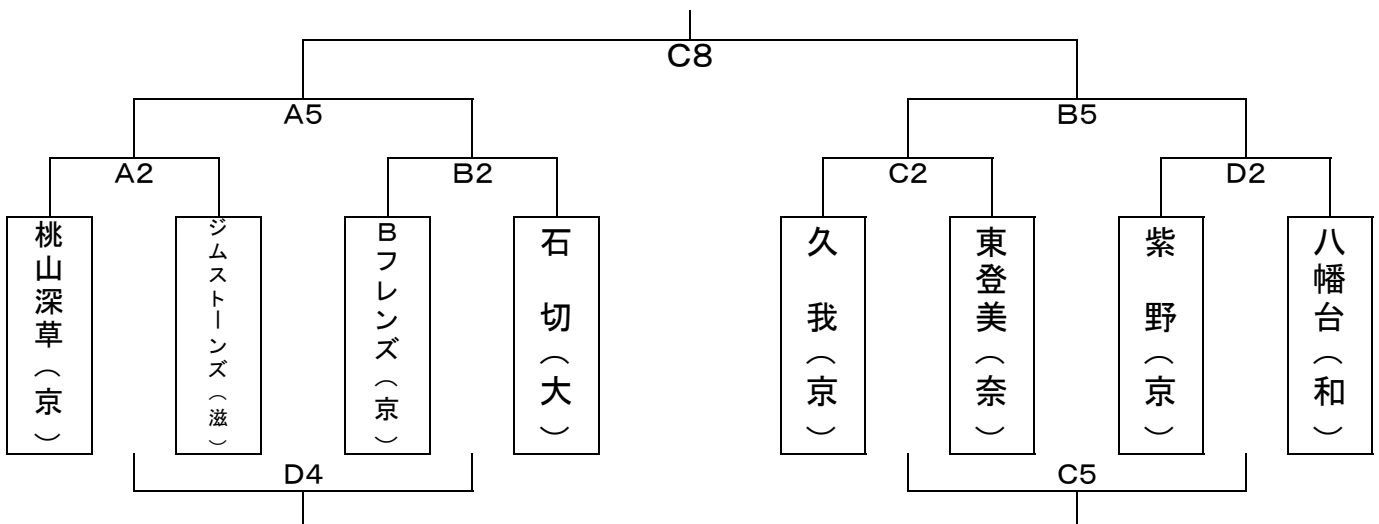 C8
A5
B5
A2
B2
C2
D2
桃山深草(京)
ジムストーンズ(滋)
Bフレンズ(京)
石切(大)
久我(京)
東登美(奈)
紫野(京)
八幡台(和)
D4
C5